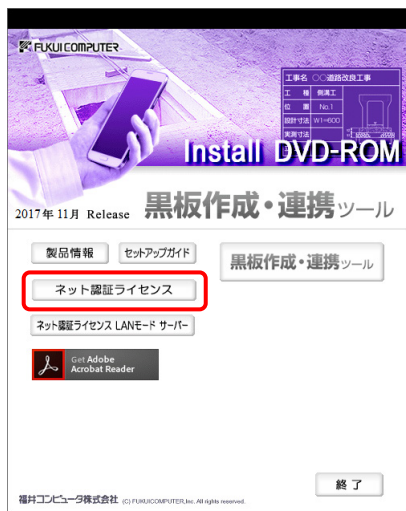 FUKUI COMPUTER
工事名 ○○道路改良工事
工種 側溝工
位置 No.1
設計寸法 W1=600
実測寸法
Install DVD-ROM
2017年11月 Release
黒板作成・連携ツール
製品情報
セットアップガイド
黒板作成・連携ツール
ネット認証ライセンス
ネット認証ライセンス LANモード サーバー
Get Adobe
Acrobat Reader
終了
福井コンピュータ株式会社 (C) FUKUICOMPUTER,Inc. All rights reserved.